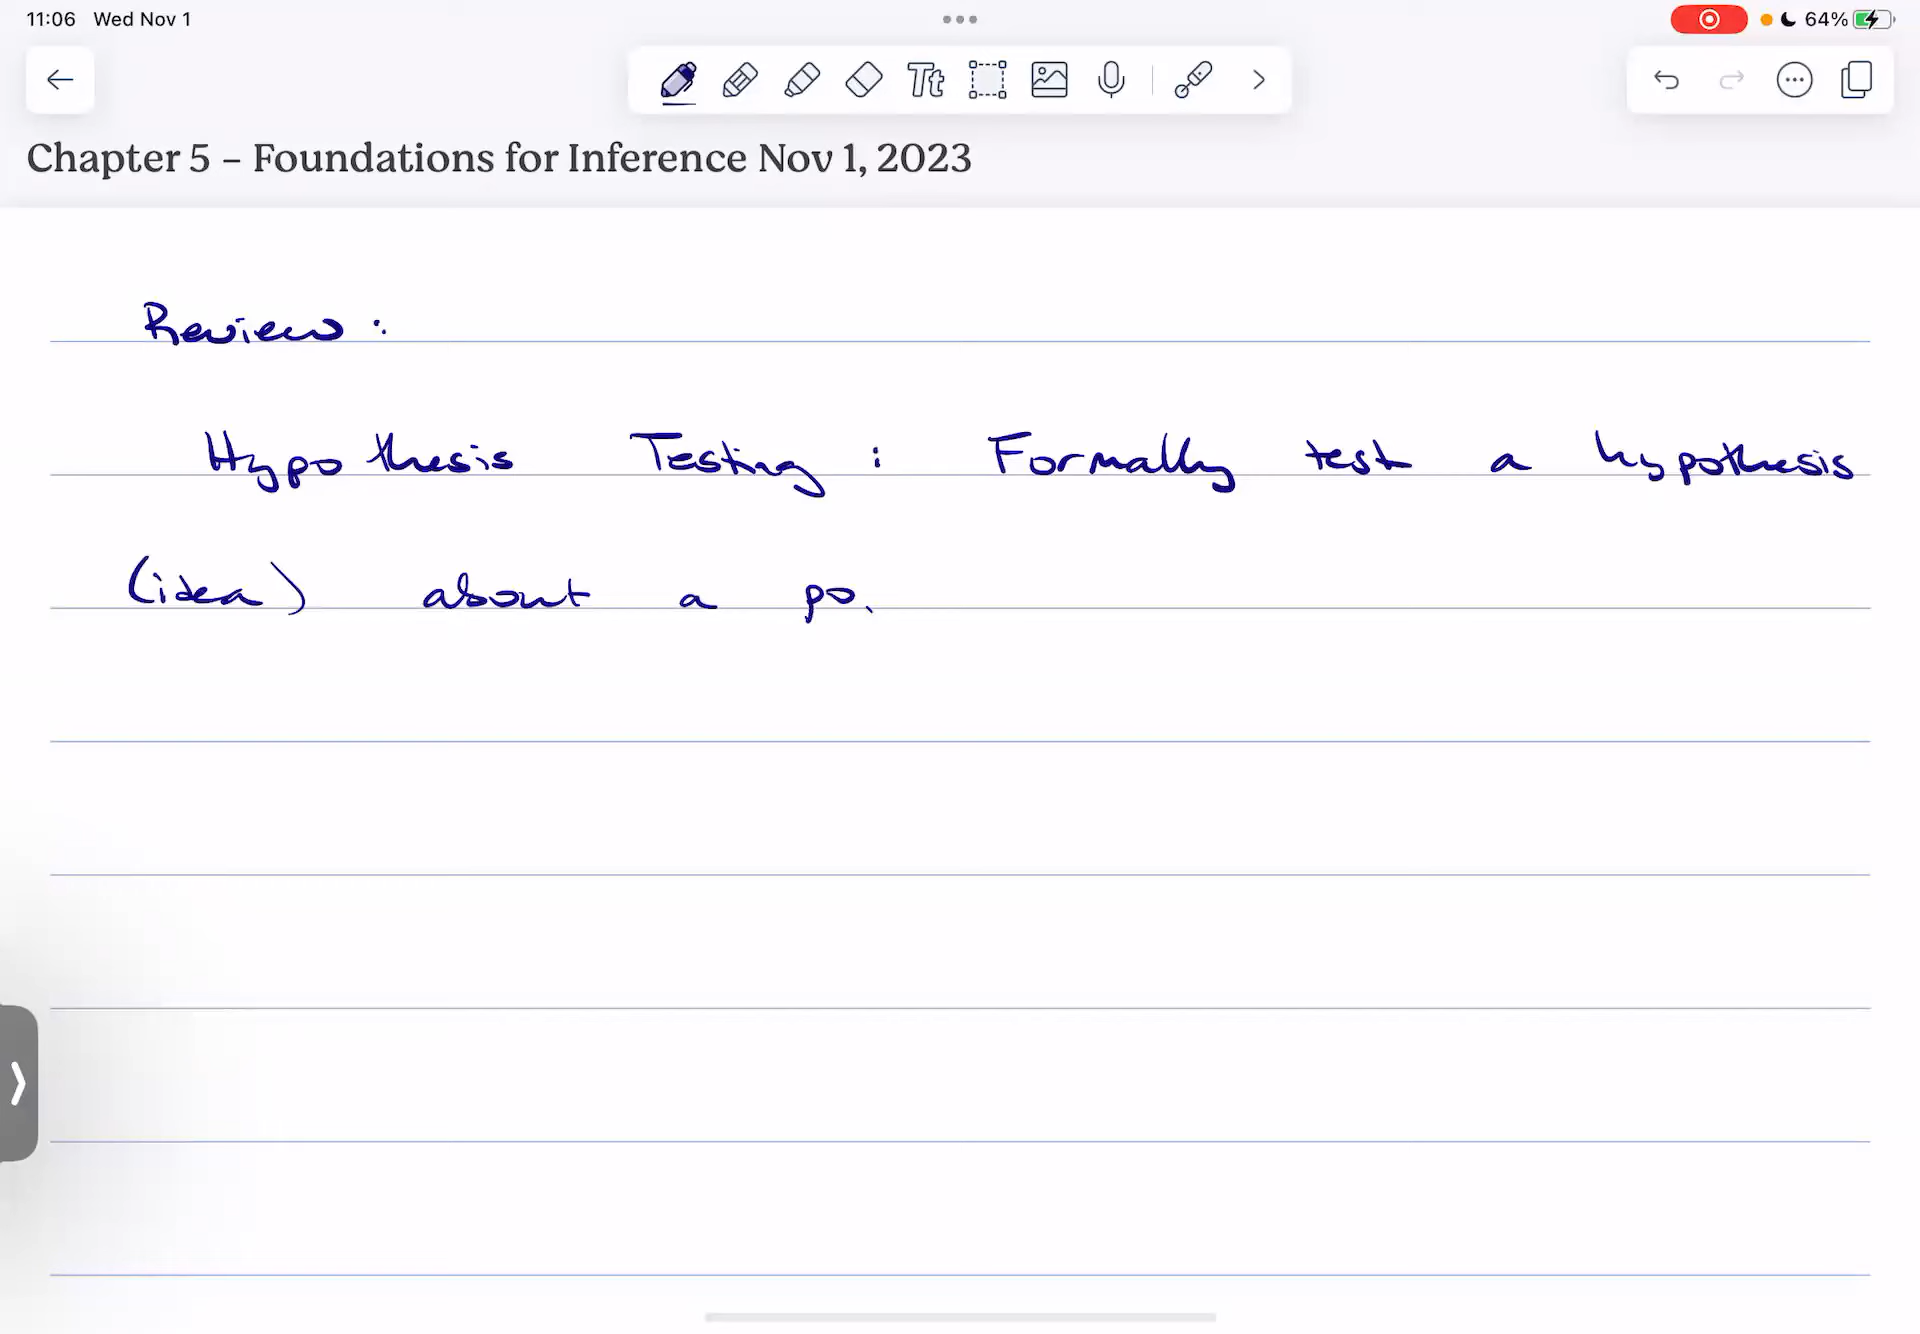 11:06 Wed Nov 1
64%
Tt
Chapter 5 – Foundations for Inference Nov 1, 2023
Review:
Hypothesis Testing: Formally test a hypothesis
(idea) about a po